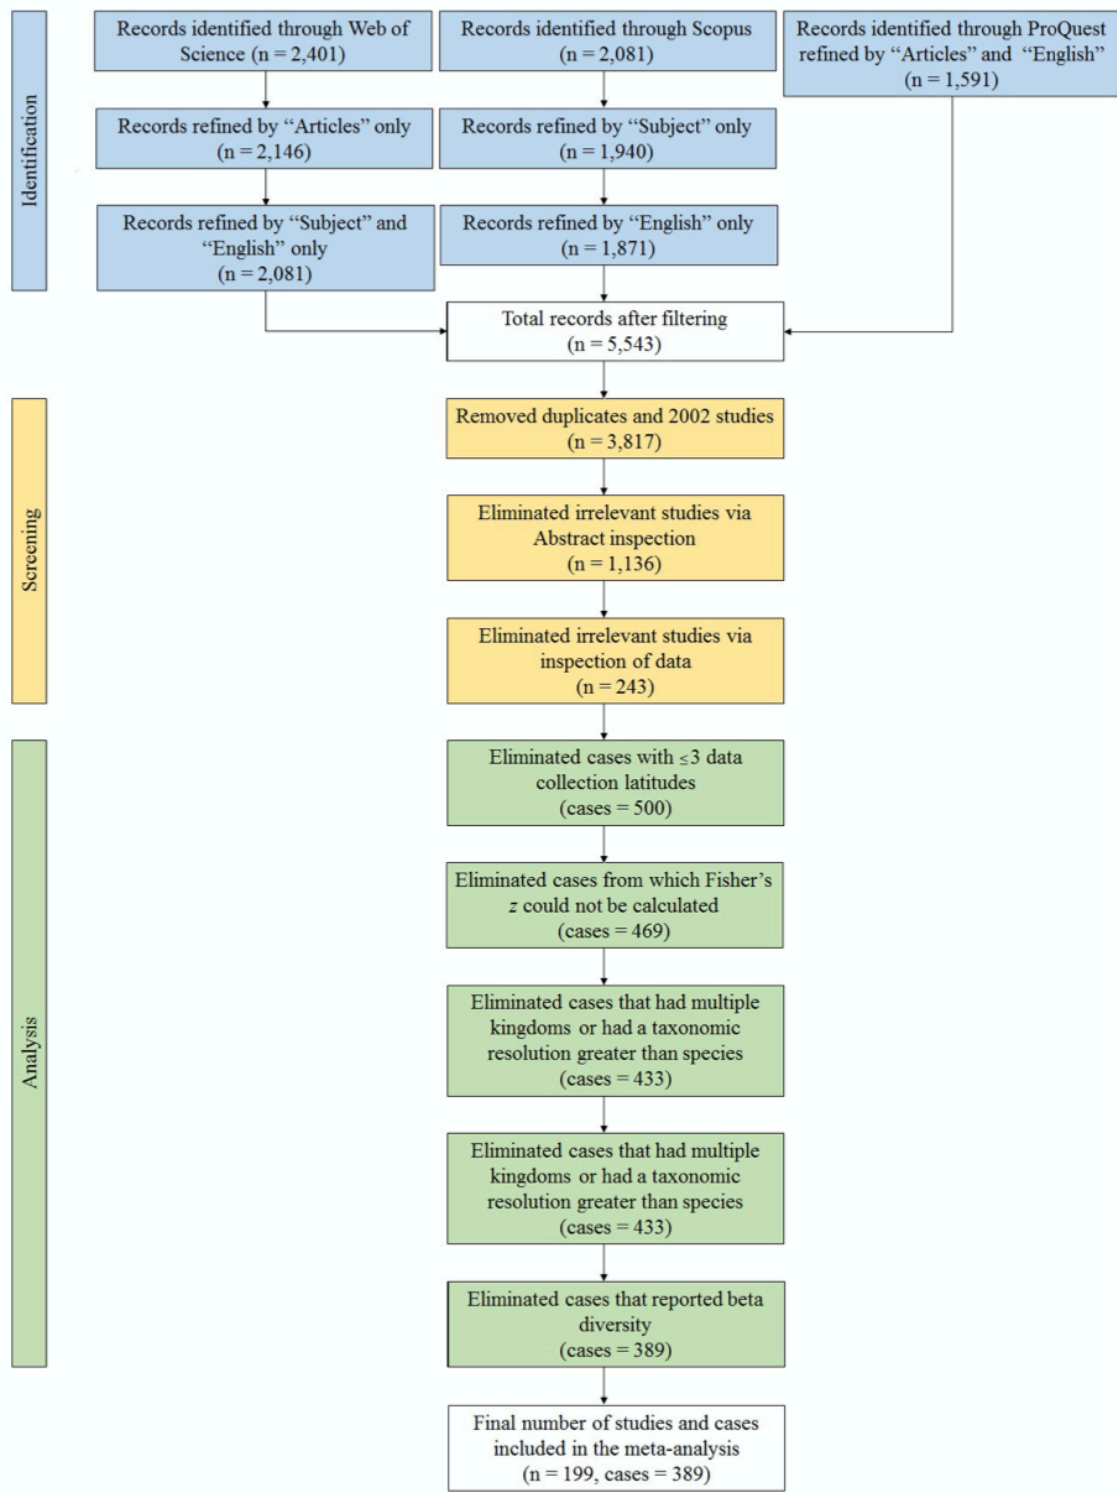 Identification
Records identified through Web of
Science (n = 2,401)
Records identified through Scopus
(n = 2,081)
Records identified through ProQuest
refined by “Articles” and “English”
(n = 1,591)
Records refined by “Articles” only
(n = 2,146)
Records refined by “Subject” only
(n = 1,940)
Records refined by “Subject” and
“English” only
(n = 2,081)
Records refined by “English” only
(n = 1,871)
Total records after filtering
(n = 5,543)
Screening
Removed duplicates and 2002 studies
(n = 3,817)
Eliminated irrelevant studies via
Abstract inspection
(n = 1,136)
Eliminated irrelevant studies via
inspection of data
(n = 243)
Analysis
Eliminated cases with ≤3 data
collection latitudes
(cases = 500)
Eliminated cases from which Fisher’s
z could not be calculated
(cases = 469)
Eliminated cases that had multiple
kingdoms or had a taxonomic
resolution greater than species
(cases = 433)
Eliminated cases that had multiple
kingdoms or had a taxonomic
resolution greater than species
(cases = 433)
Eliminated cases that reported beta
diversity
(cases = 389)
Final number of studies and cases
included in the meta-analysis
(n = 199, cases = 389)